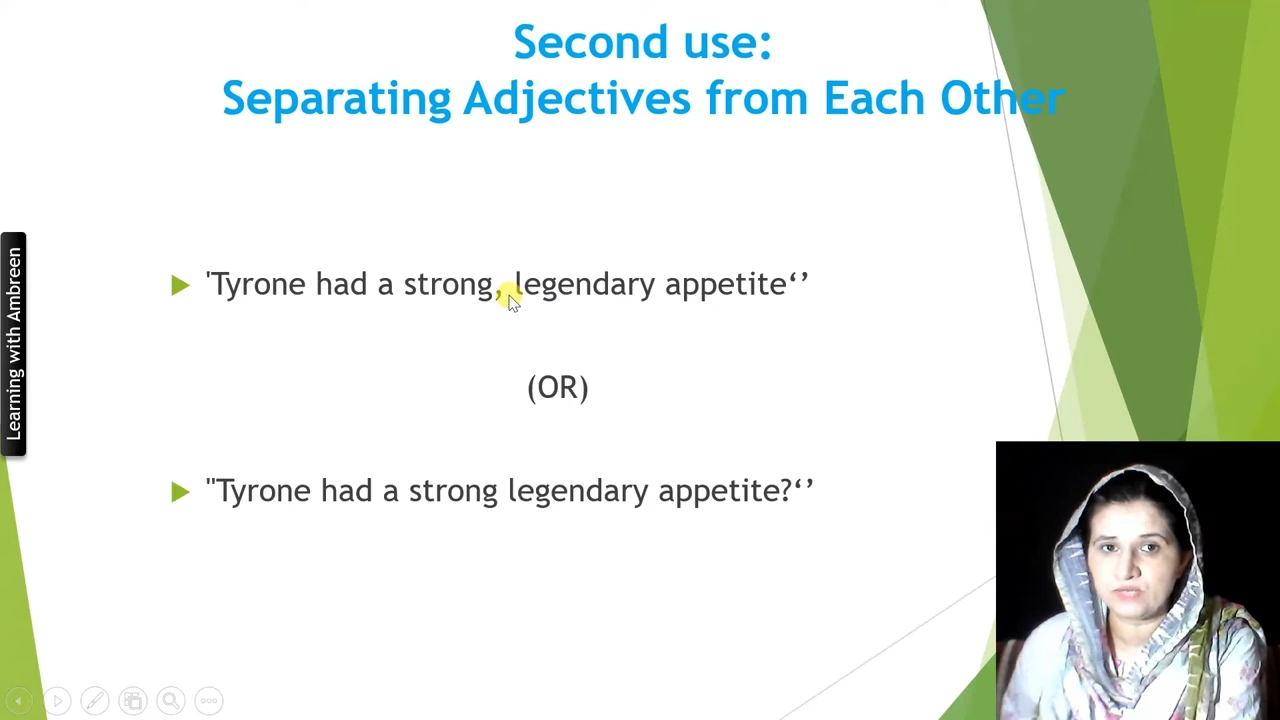 Second use:
Separating Adjectives from Each Other
Learning with Ambreen
'Tyrone had a strong, legendary appetite‘’
(OR)
"Tyrone had a strong legendary appetite?‘’